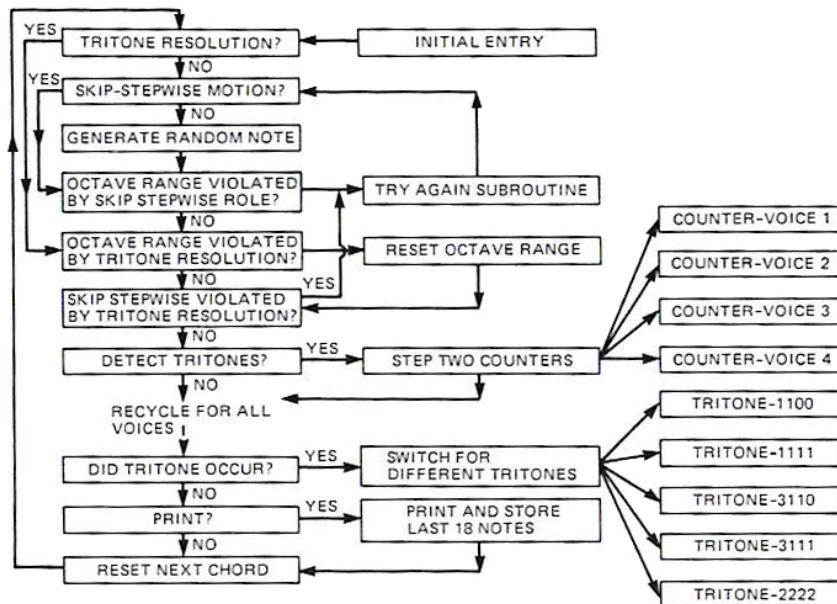 YES
TRITONE RESOLUTION?
INITIAL ENTRY
NO
YES
SKIP-STEPWISE MOTION?
NO
GENERATE RANDOM NOTE
OCTAVE RANGE VIOLATED
BY SKIP STEPWISE ROLE?
TRY AGAIN SUBROUTINE
NO
OCTAVE RANGE VIOLATED
BY TRITONE RESOLUTION?
RESET OCTAVE RANGE
NO
YES
SKIP STEPWISE VIOLATED
BY TRITONE RESOLUTION?
NO
DETECT TRITONES?
YES
STEP TWO COUNTERS
COUNTER-VOICE 1
COUNTER-VOICE 2
COUNTER-VOICE 3
COUNTER-VOICE 4
NO
RECYCLE FOR ALL
VOICES
DID TRITONE OCCUR?
YES
SWITCH FOR
DIFFERENT TRITONES
TRITONE-1100
TRITONE-1111
TRITONE-3110
TRITONE-3111
TRITONE-2222
NO
PRINT?
YES
PRINT AND STORE
LAST 18 NOTES
NO
RESET NEXT CHORD